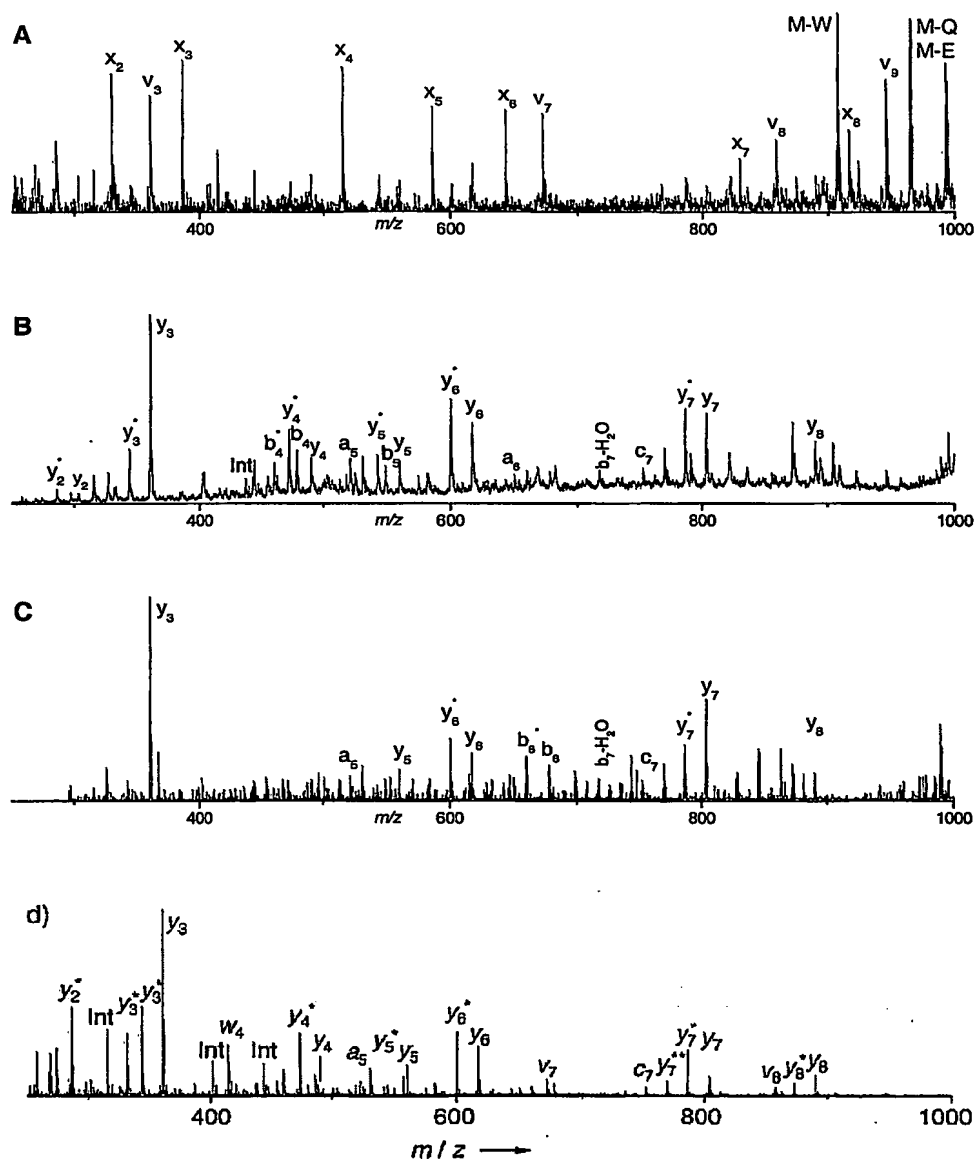 A
x2
v3
x3
x4
x5
x6
v7
x7
v8
M-W
x8
v9
M-Q
M-E
400
m/z
600
800
1000
B
y2*
y2
y3*
y3
Int
b4*
y4*
b4
y4
a5
y5*
b5
y5
y6*
y6
a6
b7-H2O
c7
y7*
y7
y8
400
m/z
600
800
1000
C
y3
a5
y5
y6*
y6
b6*
b6
b7-H2O
c7
y7*
y7
y8
400
m/z
600
800
1000
d)
y2*
Int
y3*
y3*
y3
Int
w4
Int
y4*
y4
a5
y5*
y5
y6*
y6
v7
c7
y7**
y7*
y7
v8
y8*
y8
400
600
800
1000
m / z